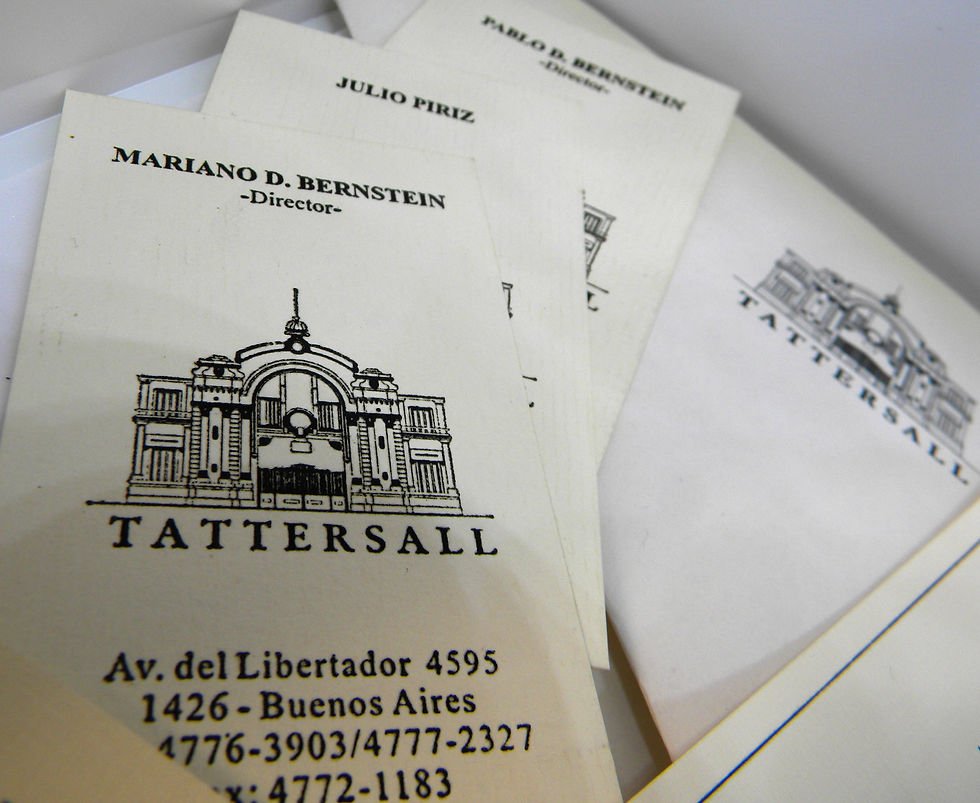 MARIANO D. BERNSTEIN
-Director-
TATTERSALL
Av. del Libertador 4595
1426 - Buenos Aires
4776-3903/4777-2327
4772-1183
JULIO PIRIZ
PABLO D. BERNSTEIN
-Director-
TATTERSALL